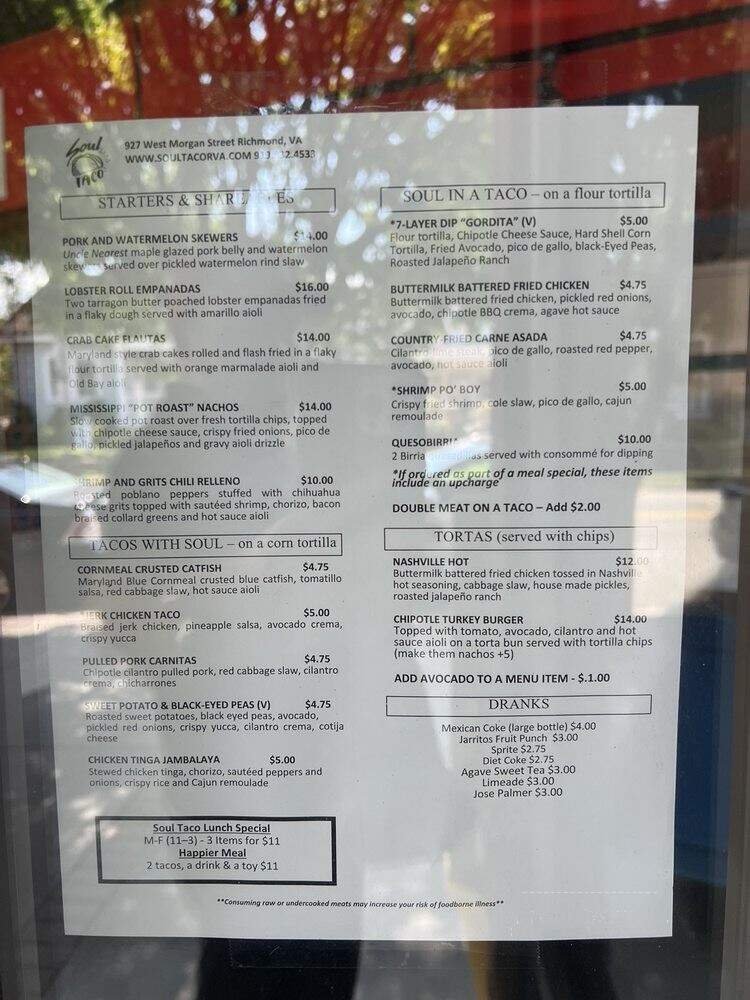 Soul
TACO
927 West Morgan Street Richmond, VA
WWW.SOULTACORVA.COM
STARTERS &
PORK AND WATERMELON SKEWERS $14.00
Uncle Nearest maple glazed pork belly and watermelon
served over pickled watermelon rind slaw
LOBSTER ROLL EMPANADAS $16.00
Two tarragon butter poached lobster empanadas fried
in a flaky dough served with amarillo aioli
CRAB CAKE FLAUTAS $14.00
Maryland style crab cakes rolled and flash fried in a flaky
flour tortilla served with orange marmalade aioli and
Old Bay aioli
MISSISSIPPI "POT ROAST" NACHOS $14.00
Slow cooked pot roast over fresh tortilla chips, topped
with chipotle cheese sauce, crispy fried onions, pico de
gallo, pickled jalapeños and gravy aioli drizzle
SHRIMP AND GRITS CHILI RELLENO $10.00
Roasted poblano peppers stuffed with chihuahua
cheese grits topped with sautéed shrimp, chorizo, bacon
braised collard greens and hot sauce aioli
TACOS WITH SOUL – on a corn tortilla
CORNMEAL CRUSTED CATFISH $4.75
Maryland Blue Cornmeal crusted blue catfish, tomatillo
salsa, red cabbage slaw, hot sauce aioli
JERK CHICKEN TACO $5.00
Braised jerk chicken, pineapple salsa, avocado crema,
crispy yucca
PULLED PORK CARNITAS $4.75
Chipotle cilantro pulled pork, red cabbage slaw, cilantro
crema, chicharrones
SWEET POTATO & BLACK-EYED PEAS (V) $4.75
Roasted sweet potatoes, black eyed peas, avocado,
pickled red onions, crispy yucca, cilantro crema, cotija
cheese
CHICKEN TINGA JAMBALAYA $5.00
Stewed chicken tinga, chorizo, sautéed peppers and
onions, crispy rice and Cajun remoulade
Soul Taco Lunch Special
M-F (11–3) - 3 Items for $11
Happier Meal
2 tacos, a drink & a toy $11
SOUL IN A TACO – on a flour tortilla
*7-LAYER DIP "GORDITA" (V) $5.00
Flour tortilla, Chipotle Cheese Sauce, Hard Shell Corn
Tortilla, Fried Avocado, pico de gallo, black-Eyed Peas,
Roasted Jalapeño Ranch
BUTTERMILK BATTERED FRIED CHICKEN $4.75
Buttermilk battered fried chicken, pickled red onions,
avocado, chipotle BBQ crema, agave hot sauce
COUNTRY-FRIED CARNE ASADA $4.75
Cilantro-lime steak, pico de gallo, roasted red pepper,
avocado, hot sauce aioli
*SHRIMP PO' BOY $5.00
Crispy fried shrimp, cole slaw, pico de gallo, cajun
remoulade
QUESOBIRRIA $10.00
2 Birria quesadillas served with consommé for dipping
*If ordered as part of a meal special, these items
include an upcharge
DOUBLE MEAT ON A TACO – Add $2.00
TORTAS (served with chips)
NASHVILLE HOT $12.00
Buttermilk battered fried chicken tossed in Nashville
hot seasoning, cabbage slaw, house made pickles,
roasted jalapeño ranch
CHIPOTLE TURKEY BURGER $14.00
Topped with tomato, avocado, cilantro and hot
sauce aioli on a torta bun served with tortilla chips
(make them nachos +5)
ADD AVOCADO TO A MENU ITEM - $.1.00
DRANKS
Mexican Coke (large bottle) $4.00
Jarritos Fruit Punch $3.00
Sprite $2.75
Diet Coke $2.75
Agave Sweet Tea $3.00
Limeade $3.00
Jose Palmer $3.00
**Consuming raw or undercooked meats may increase your risk of foodborne illness**